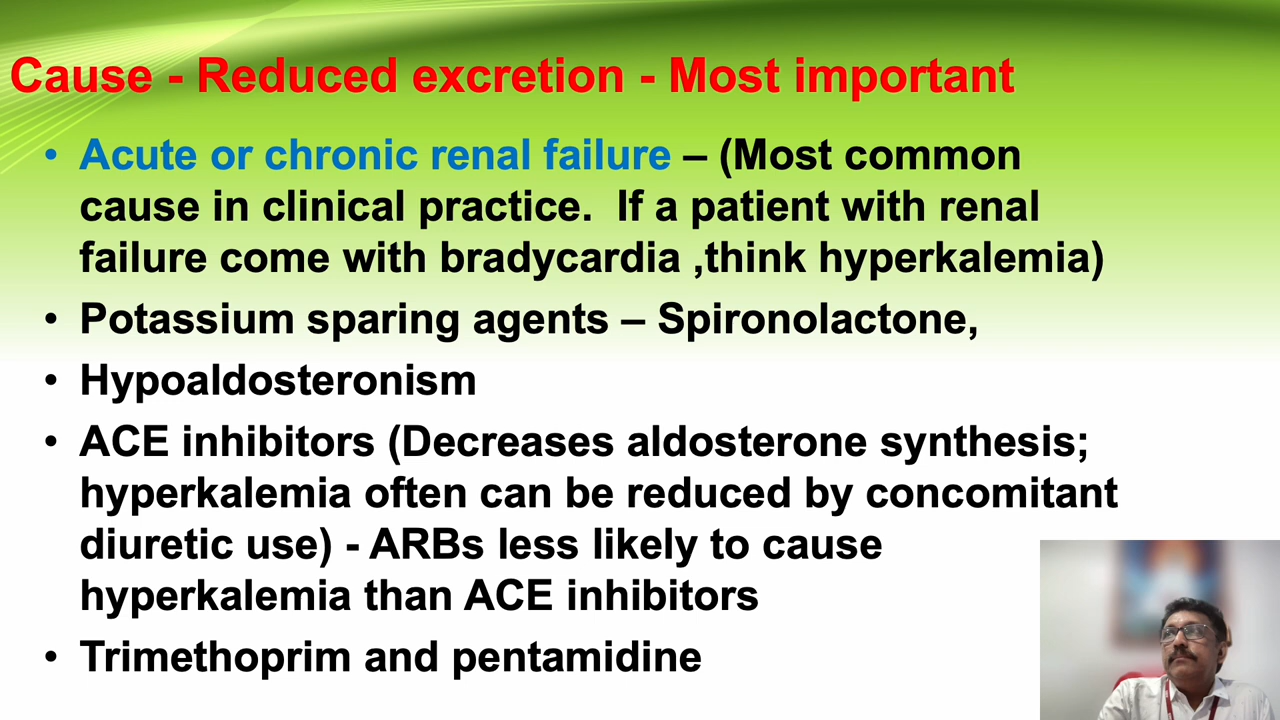 Cause - Reduced excretion - Most important
• Acute or chronic renal failure – (Most common
cause in clinical practice.  If a patient with renal
failure come with bradycardia ,think hyperkalemia)
• Potassium sparing agents – Spironolactone,
• Hypoaldosteronism
• ACE inhibitors (Decreases aldosterone synthesis;
hyperkalemia often can be reduced by concomitant
diuretic use) - ARBs less likely to cause
hyperkalemia than ACE inhibitors
• Trimethoprim and pentamidine